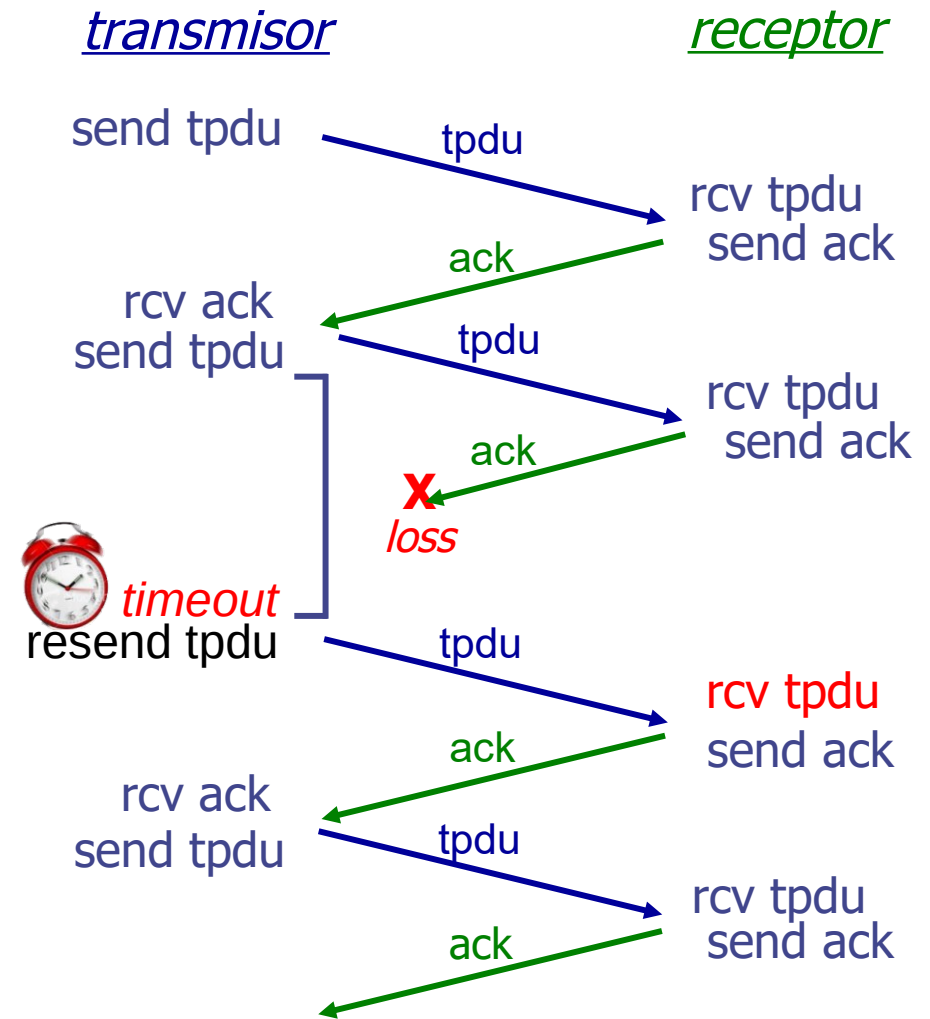 transmisor
receptor
send tpdu
tpdu
rcv tpdu
send ack
ack
rcv ack
send tpdu
tpdu
rcv tpdu
send ack
ack
X
loss
timeout
resend tpdu
tpdu
rcv tpdu
send ack
ack
rcv ack
send tpdu
tpdu
rcv tpdu
send ack
ack